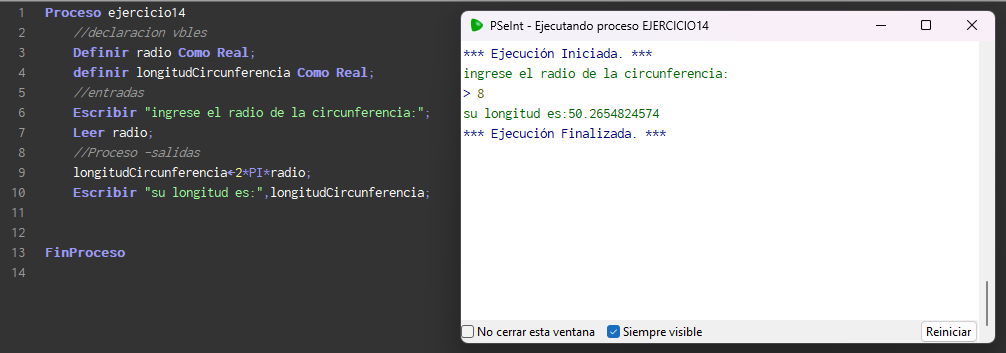 1 Proceso ejercicio14
2 //declaracion vbles
3 Definir radio Como Real;
4 definir longitudCircunferencia Como Real;
5 //entradas
6 Escribir "ingrese el radio de la circunferencia:",
7 Leer radio;
8 //Proceso -salidas
9 longitudCircunferencia←2*PI*radio;
10 Escribir "su longitud es:",longitudCircunferencia;
11
12
13 FinProceso
14
PSeInt - Ejecutando proceso EJERCICIO14
*** Ejecución Iniciada. ***
ingrese el radio de la circunferencia:
> 8
su longitud es:50.2654824574
*** Ejecución Finalizada. ***
No cerrar esta ventana Siempre visible Reiniciar